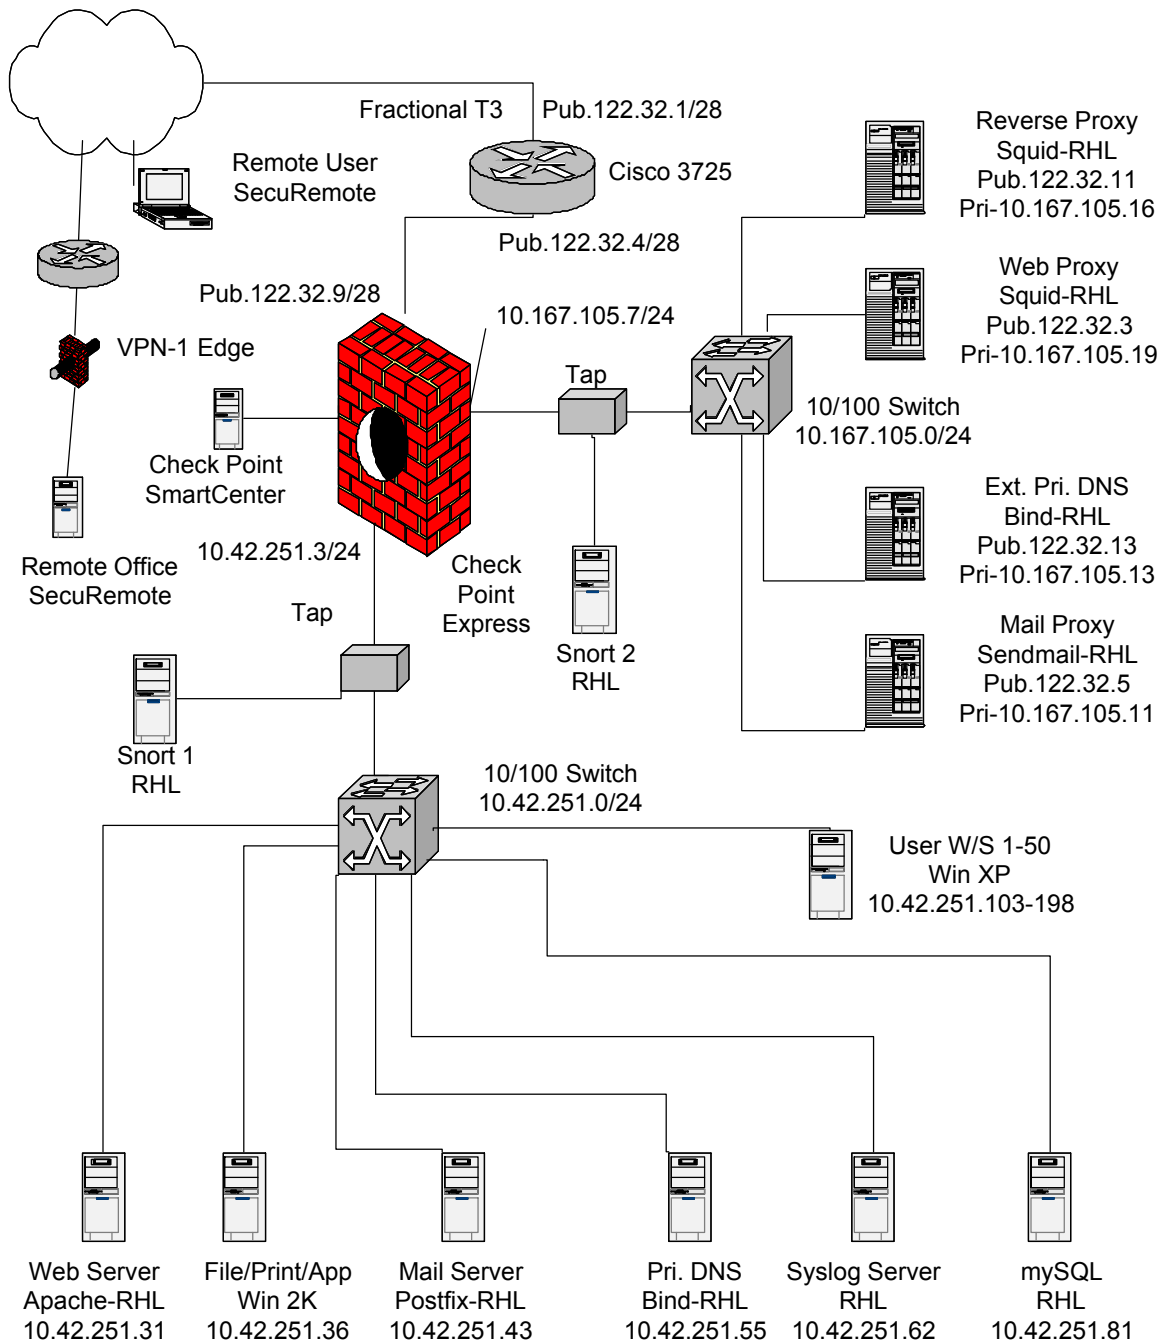 Fractional T3
Pub.122.32.1/28
Cisco 3725
Pub.122.32.4/28
Remote User
SecuRemote
Pub.122.32.9/28
10.167.105.7/24
VPN-1 Edge
Tap
10/100 Switch
10.167.105.0/24
Reverse Proxy
Squid-RHL
Pub.122.32.11
Pri-10.167.105.16
Web Proxy
Squid-RHL
Pub.122.32.3
Pri-10.167.105.19
Ext. Pri. DNS
Bind-RHL
Pub.122.32.13
Pri-10.167.105.13
Mail Proxy
Sendmail-RHL
Pub.122.32.5
Pri-10.167.105.11
Check Point
SmartCenter
10.42.251.3/24
Remote Office
SecuRemote
Check
Point
Express
Tap
Snort 2
RHL
Snort 1
RHL
10/100 Switch
10.42.251.0/24
User W/S 1-50
Win XP
10.42.251.103-198
Web Server
Apache-RHL
10.42.251.31
File/Print/App
Win 2K
10.42.251.36
Mail Server
Postfix-RHL
10.42.251.43
Pri. DNS
Bind-RHL
10.42.251.55
Syslog Server
RHL
10.42.251.62
mySQL
RHL
10.42.251.81